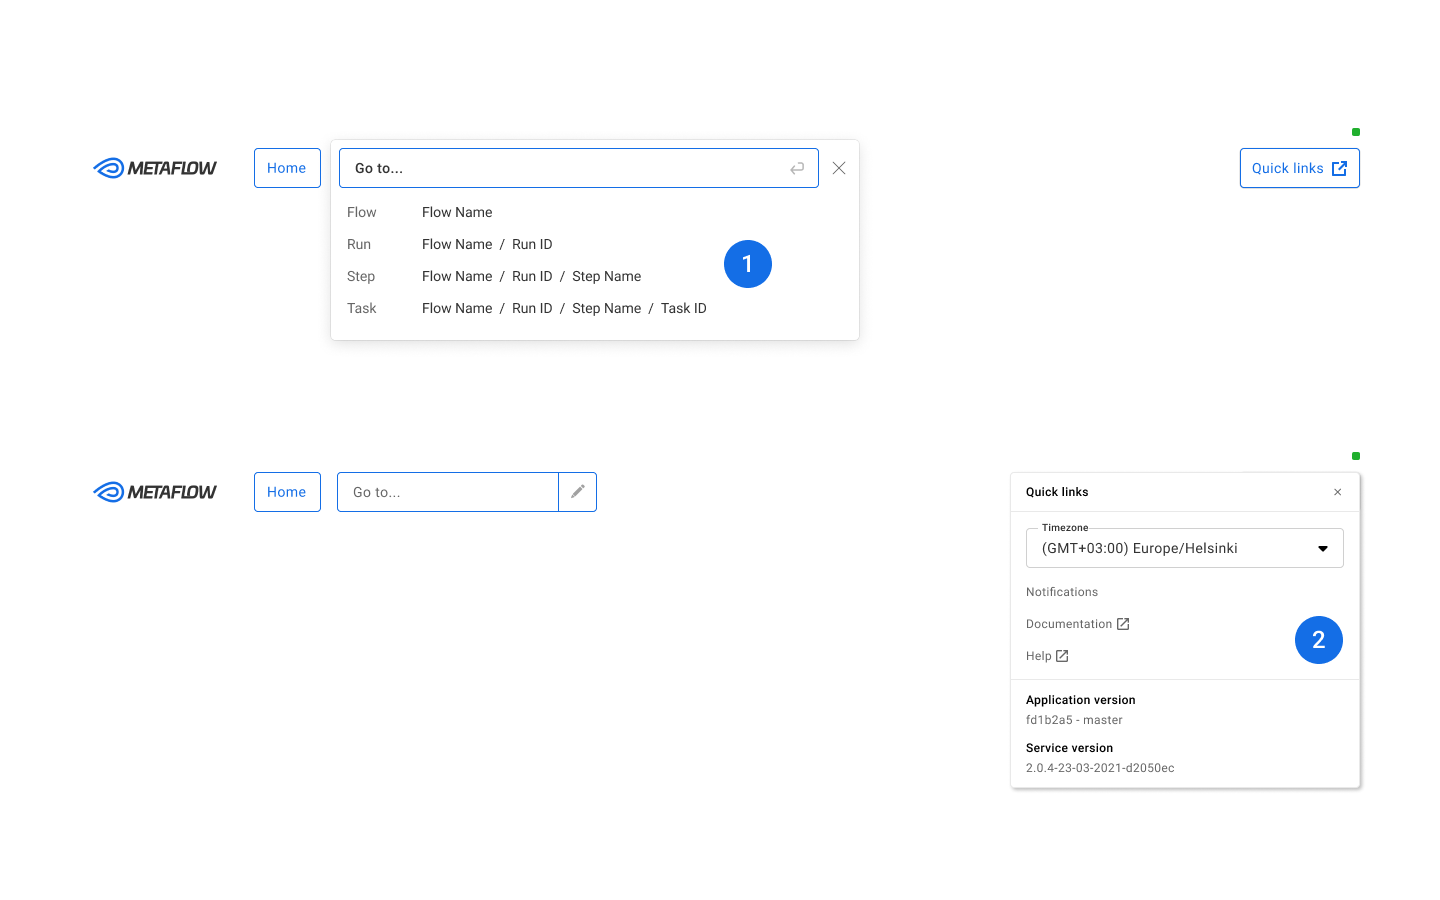 METAFLOW
Home
Go to...
Quick links
Flow Flow Name
Run Flow Name / Run ID
Step Flow Name / Run ID / Step Name
Task Flow Name / Run ID / Step Name / Task ID
1
METAFLOW
Home
Go to...
Quick links
Timezone
(GMT+03:00) Europe/Helsinki
Notifications
Documentation
Help
2
Application version
fd1b2a5 - master
Service version
2.0.4-23-03-2021-d2050ec